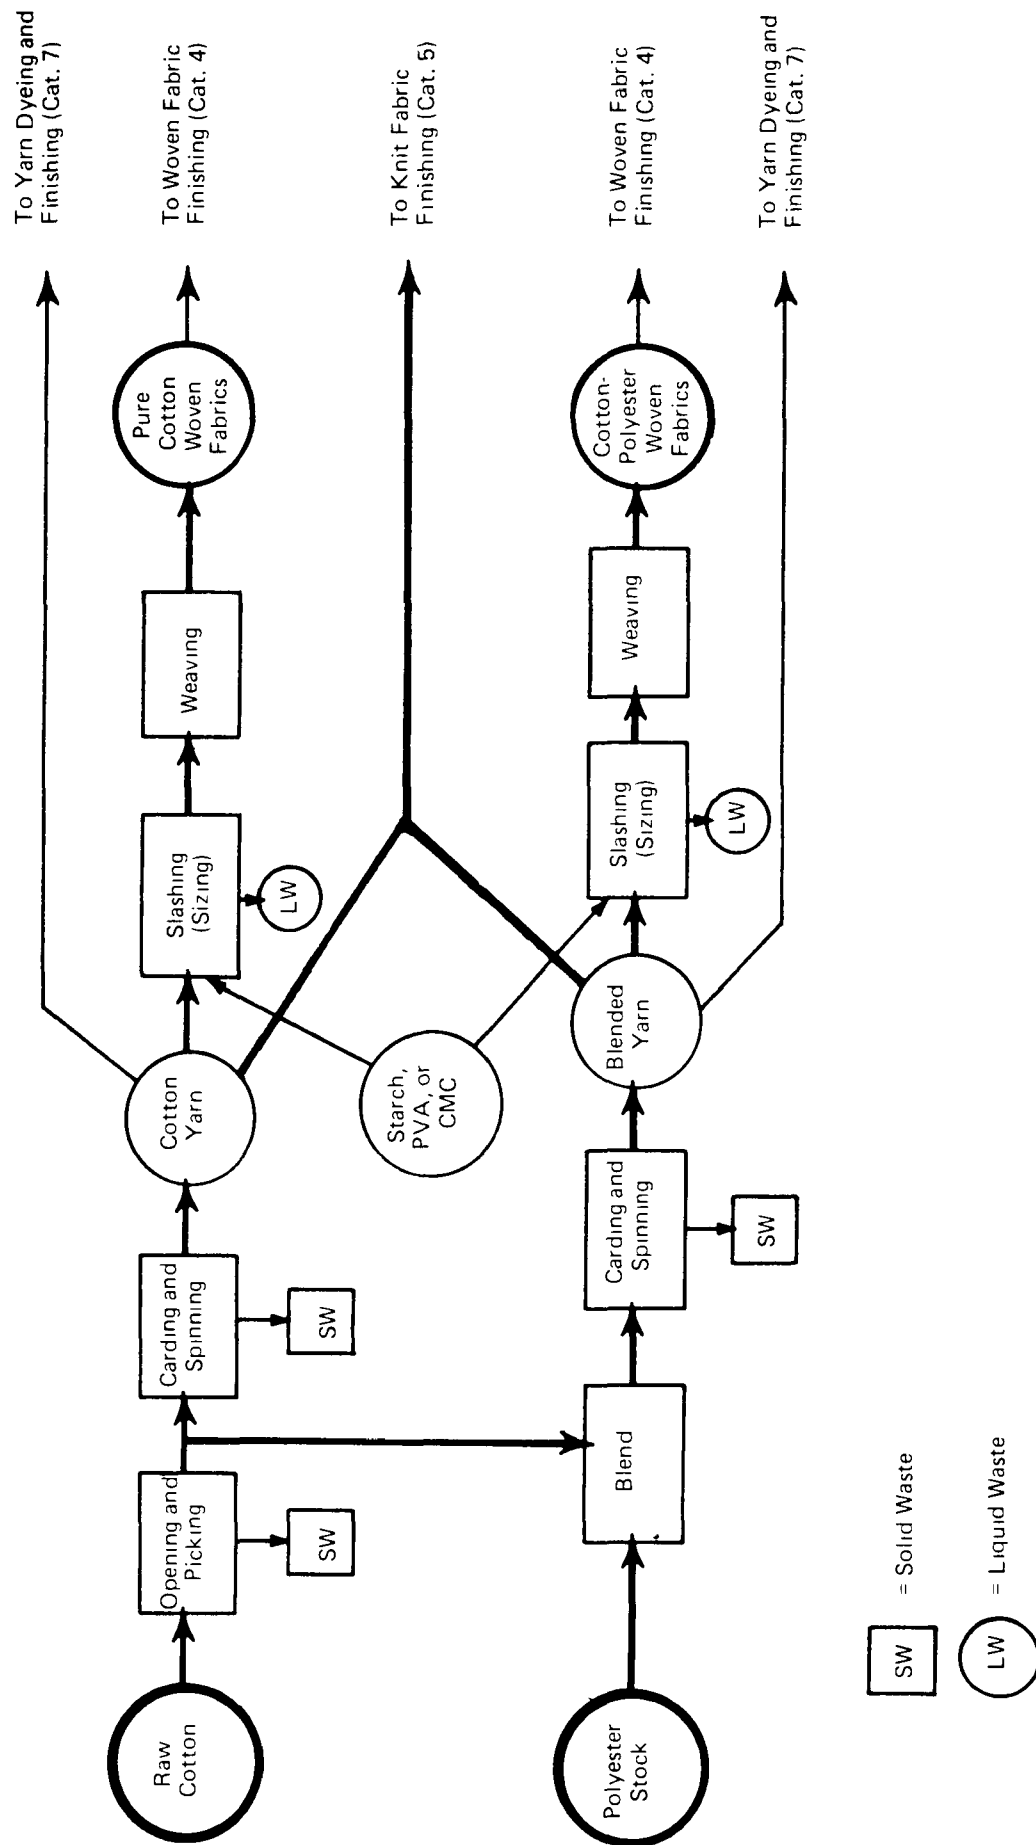 Raw
Cotton
Opening and
Picking
SW
Carding and
Spinning
SW
Cotton
Yarn
Slashing
(Sizing)
LW
Weaving
Pure
Cotton
Woven
Fabrics
To Yarn Dyeing and
Finishing (Cat. 7)
To Woven Fabric
Finishing (Cat. 4)
To Knit Fabric
Finishing (Cat. 5)
Starch,
PVA, or
CMC
Polyester
Stock
Blend
Carding and
Spinning
SW
Blended
Yarn
Slashing
(Sizing)
LW
Weaving
Cotton-
Polyester
Woven
Fabrics
To Woven Fabric
Finishing (Cat. 4)
To Yarn Dyeing and
Finishing (Cat. 7)
SW = Solid Waste
LW = Liquid Waste